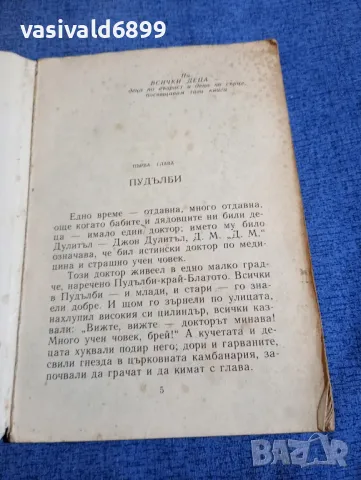 vasivald6869
На
ВСИЧКИ ДЕЦА
деца по възраст и деца по сърце,
посвещавам тази книга
ПЪРВА ГЛАВА
ПУДЪЛБИ
Едно време — отдавна, много отдавна,
още когато бабите и дядовците ни били де-
ца — имало един доктор; името му било
Дулитъл — Джон Дулитъл, Д. М. „Д. М."
означава, че бил истински доктор по меди-
цина и страшно учен човек.
Този доктор живеел в едно малко град-
че, наречено Пудълби-край-Блатото. Всички
в Пудълби — и млади, и стари — го зна-
ели добре. И щом го зърнели по улицата,
нахлупил високия си цилиндър, всички казва-
вали: „Вижте, вижте — докторът минава!
Много учен човек, брей!" А кучетата и де-
цата хуквали подир него; дори и гарваните,
свили гнезда в църковната камбанария, за-
почвали да грачат и да кимат с глава.
5
BAZAR
bg